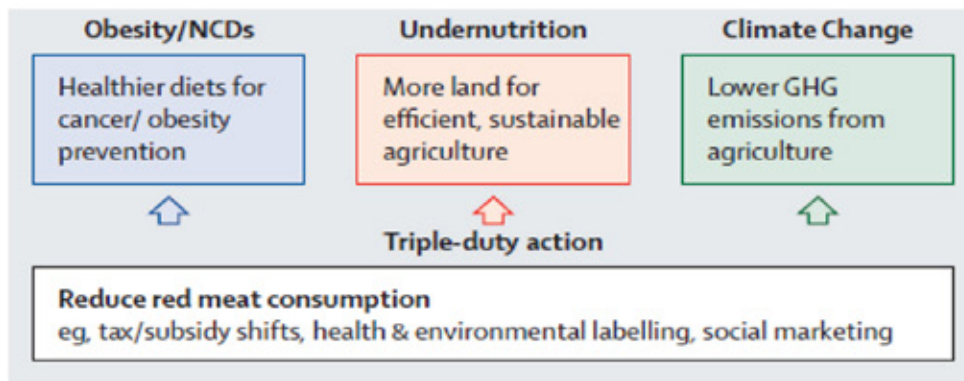 Obesity/NCDs
Healthier diets for
cancer/ obesity
prevention
Undernutrition
More land for
efficient, sustainable
agriculture
Climate Change
Lower GHG
emissions from
agriculture
Triple-duty action
Reduce red meat consumption
eg, tax/subsidy shifts, health & environmental labelling, social marketing